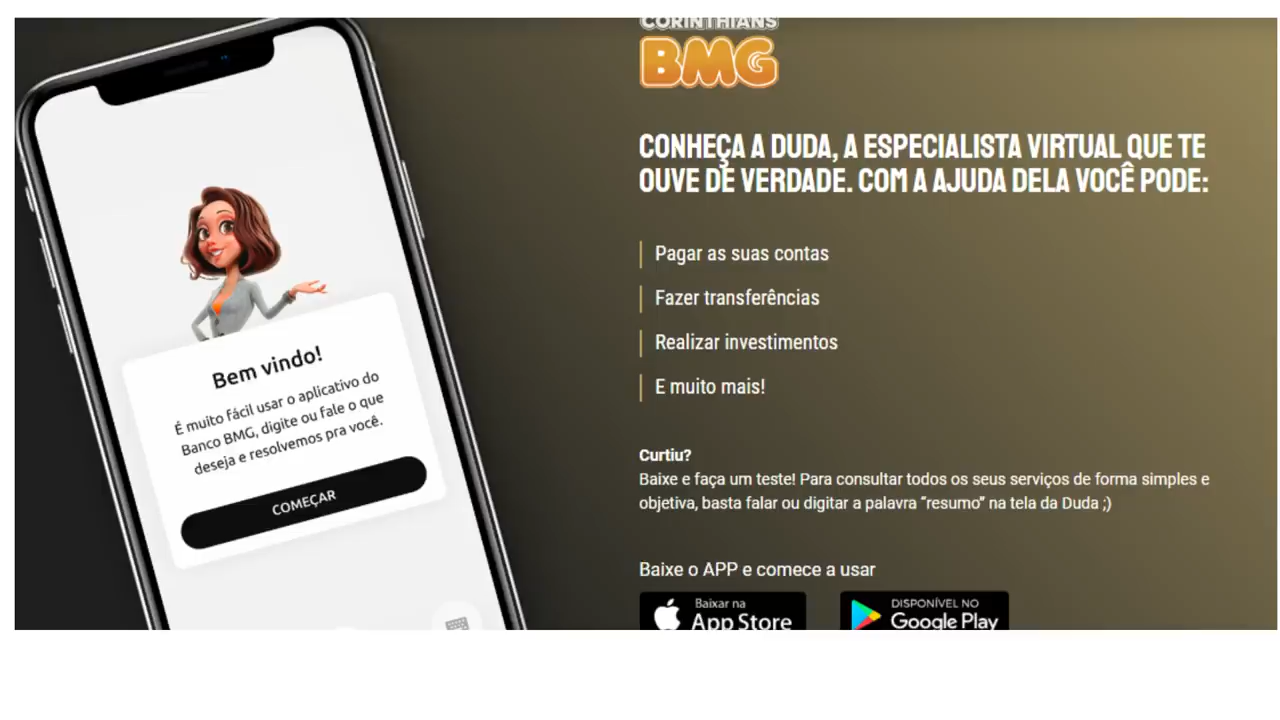 CORINTHIANS
BMG
CONHEÇA A DUDA, A ESPECIALISTA VIRTUAL QUE TE
OUVE DE VERDADE. COM A AJUDA DELA VOCÊ PODE:
Pagar as suas contas
Fazer transferências
Realizar investimentos
E muito mais!
Curtiu?
Baixe e faça um teste! Para consultar todos os seus serviços de forma simples e
objetiva, basta falar ou digitar a palavra “resumo” na tela da Duda ;)
Baixe o APP e comece a usar
Baixar na
App Store
DISPONÍVEL NO
Google Play
Bem vindo!
É muito fácil usar o aplicativo do
Banco BMG, digite ou fale o que
deseja e resolvemos pra você.
COMEÇAR